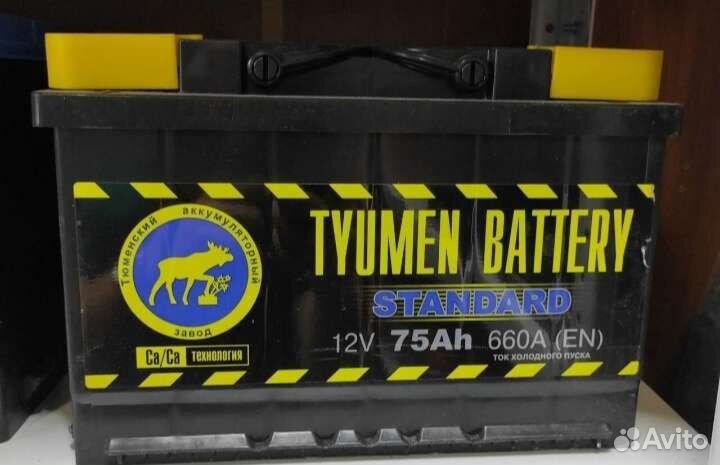 Тюменский аккумуляторный
завод
Ca/Ca технология
TYUMEN BATTERY
STANDARD
12V 75Ah 660A (EN)
ТОК ХОЛОДНОГО ПУСКА
Avito